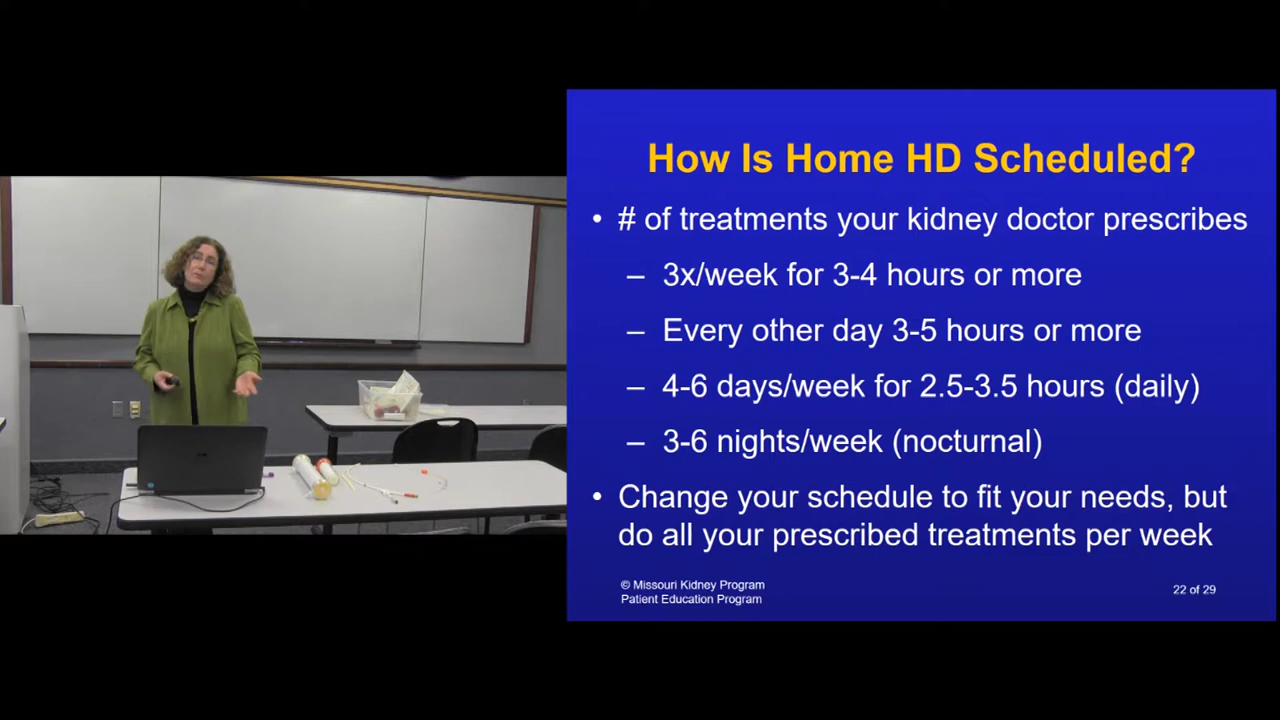 How Is Home HD Scheduled?
• # of treatments your kidney doctor prescribes
– 3x/week for 3-4 hours or more
– Every other day 3-5 hours or more
– 4-6 days/week for 2.5-3.5 hours (daily)
– 3-6 nights/week (nocturnal)
• Change your schedule to fit your needs, but
do all your prescribed treatments per week
© Missouri Kidney Program
Patient Education Program
22 of 29